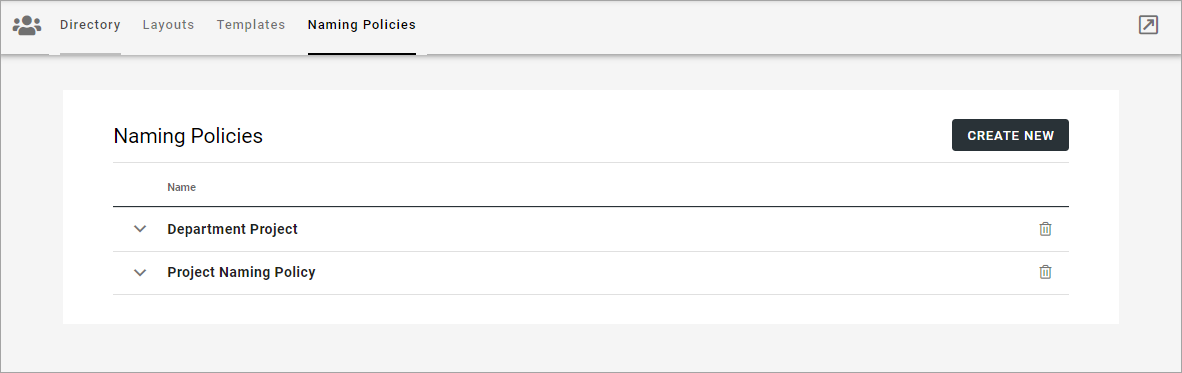 Directory Layouts Templates Naming Policies
Naming Policies CREATE NEW
Name
Department Project
Project Naming Policy